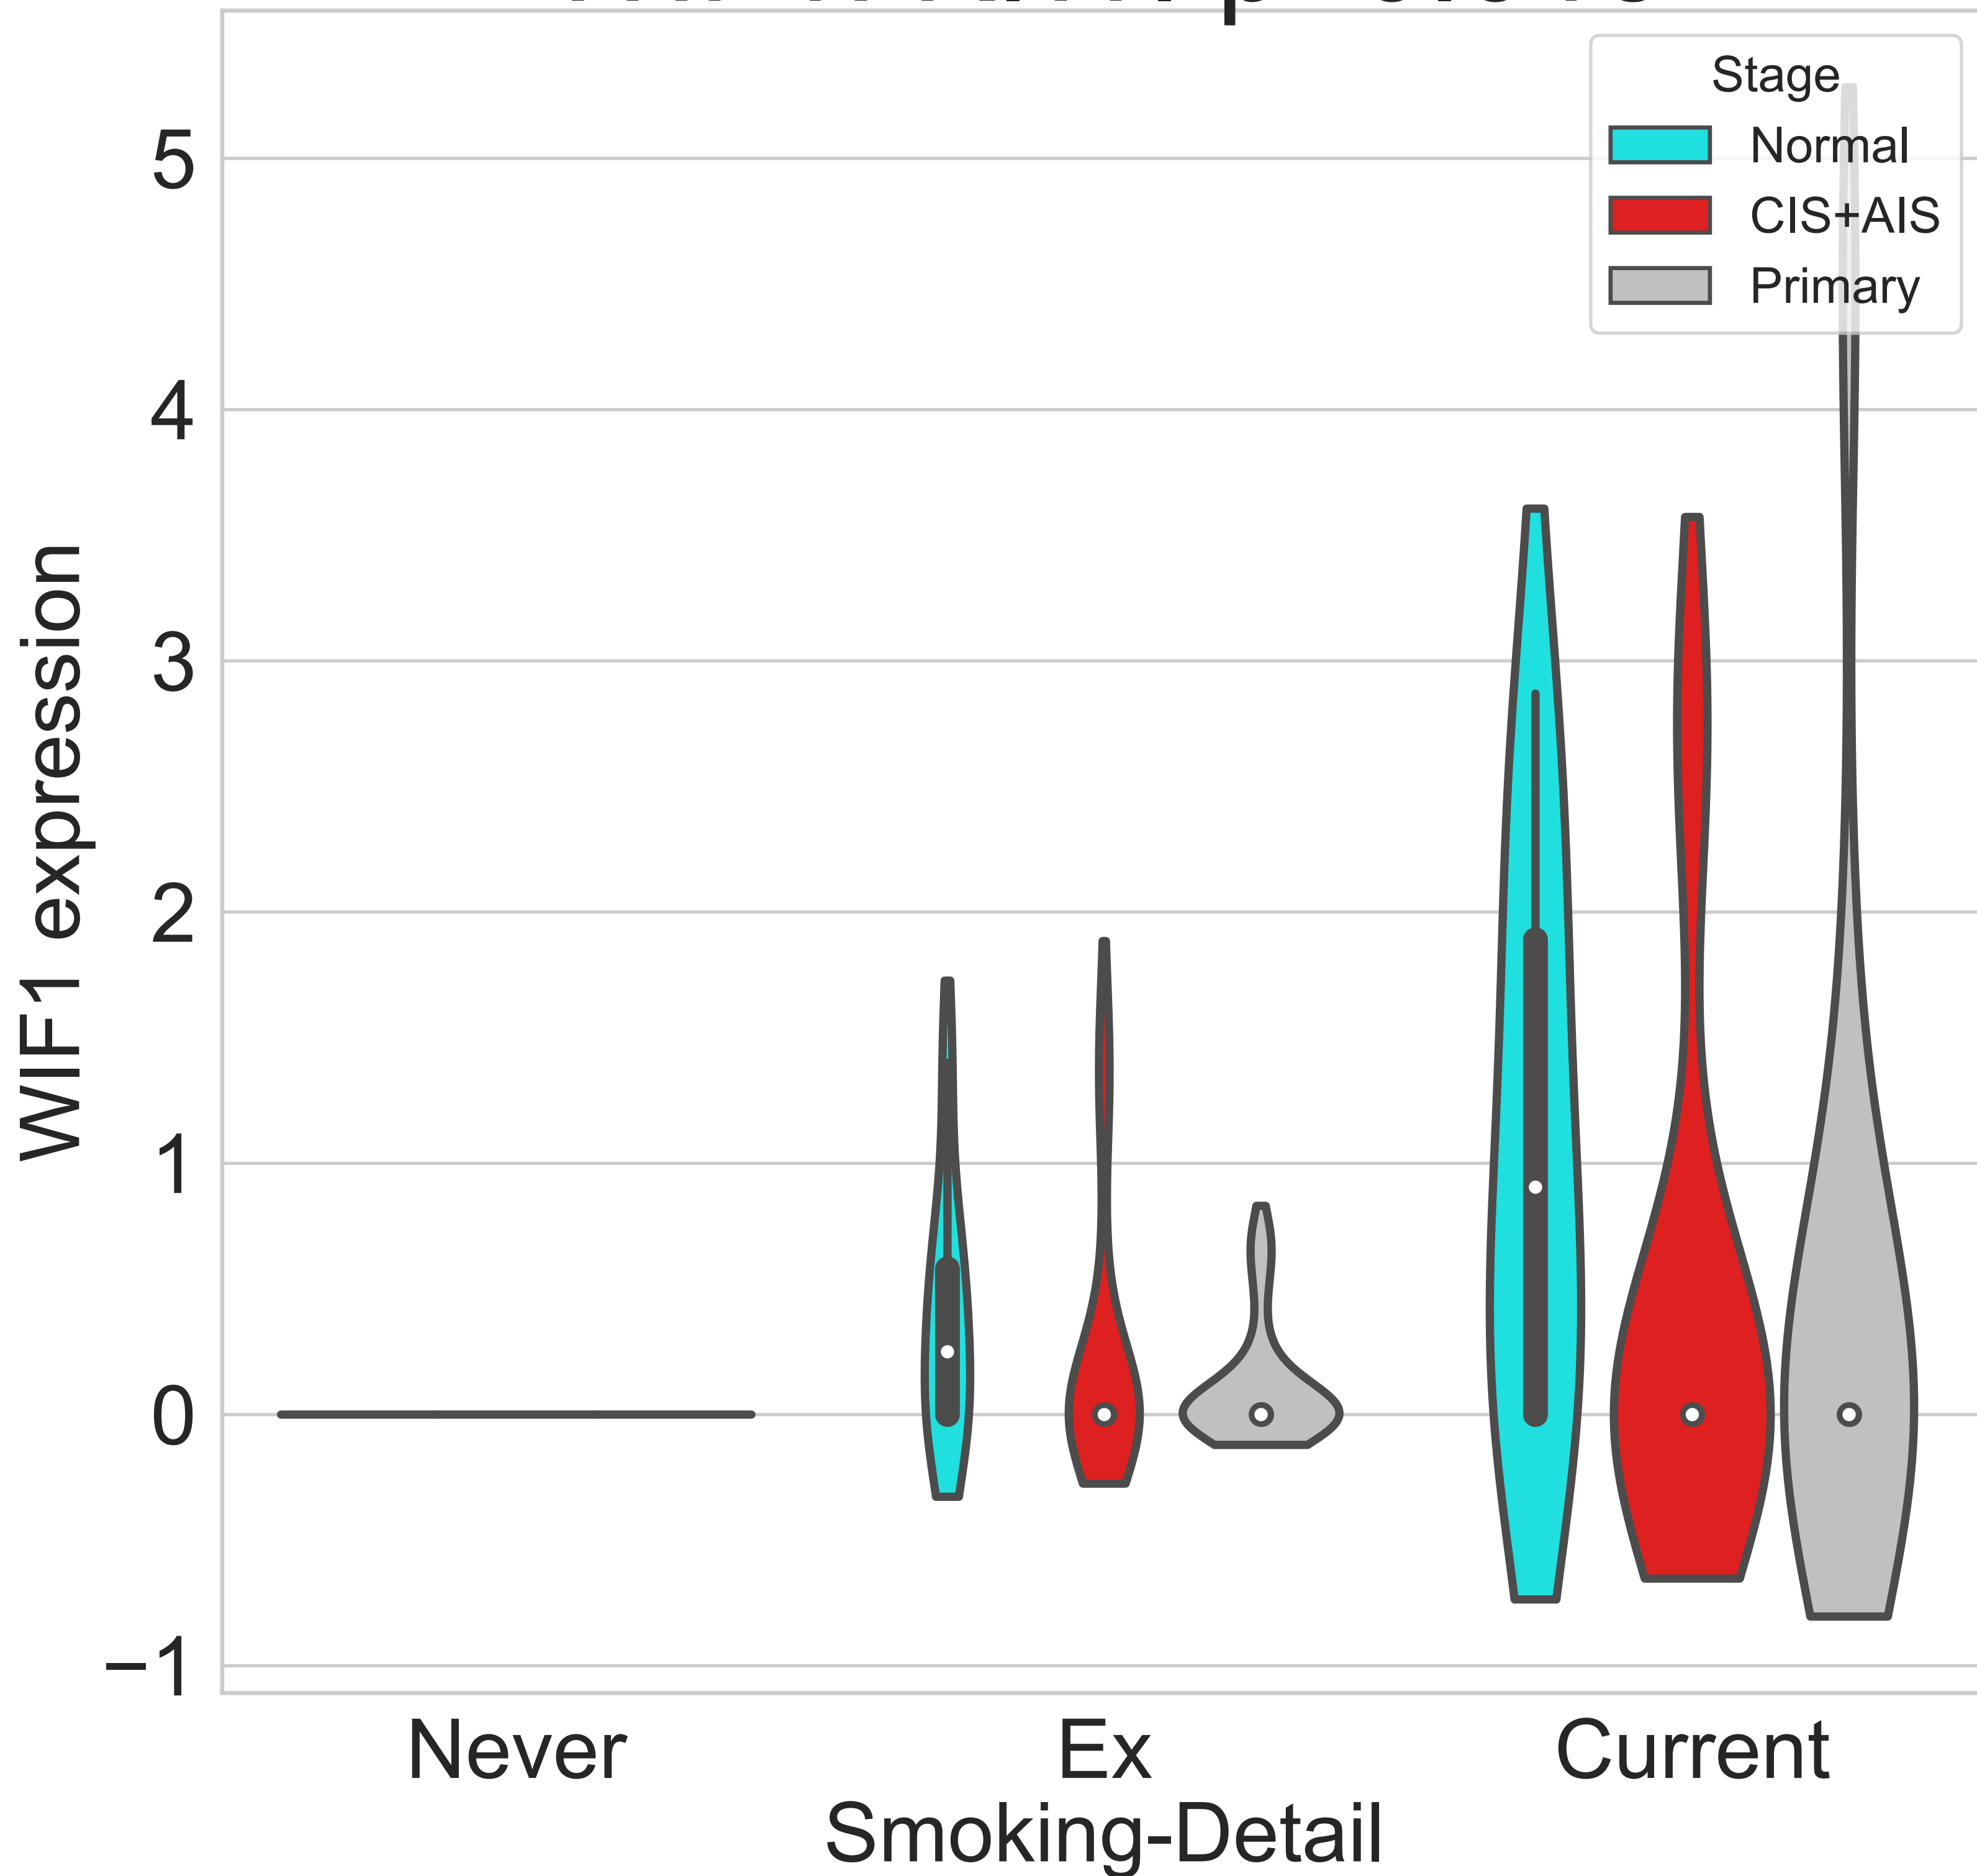 Stage
Normal
CIS+AIS
Primary
5
4
3
2
1
0
−1
WIF1 expression
Never Ex Current
Smoking-Detail